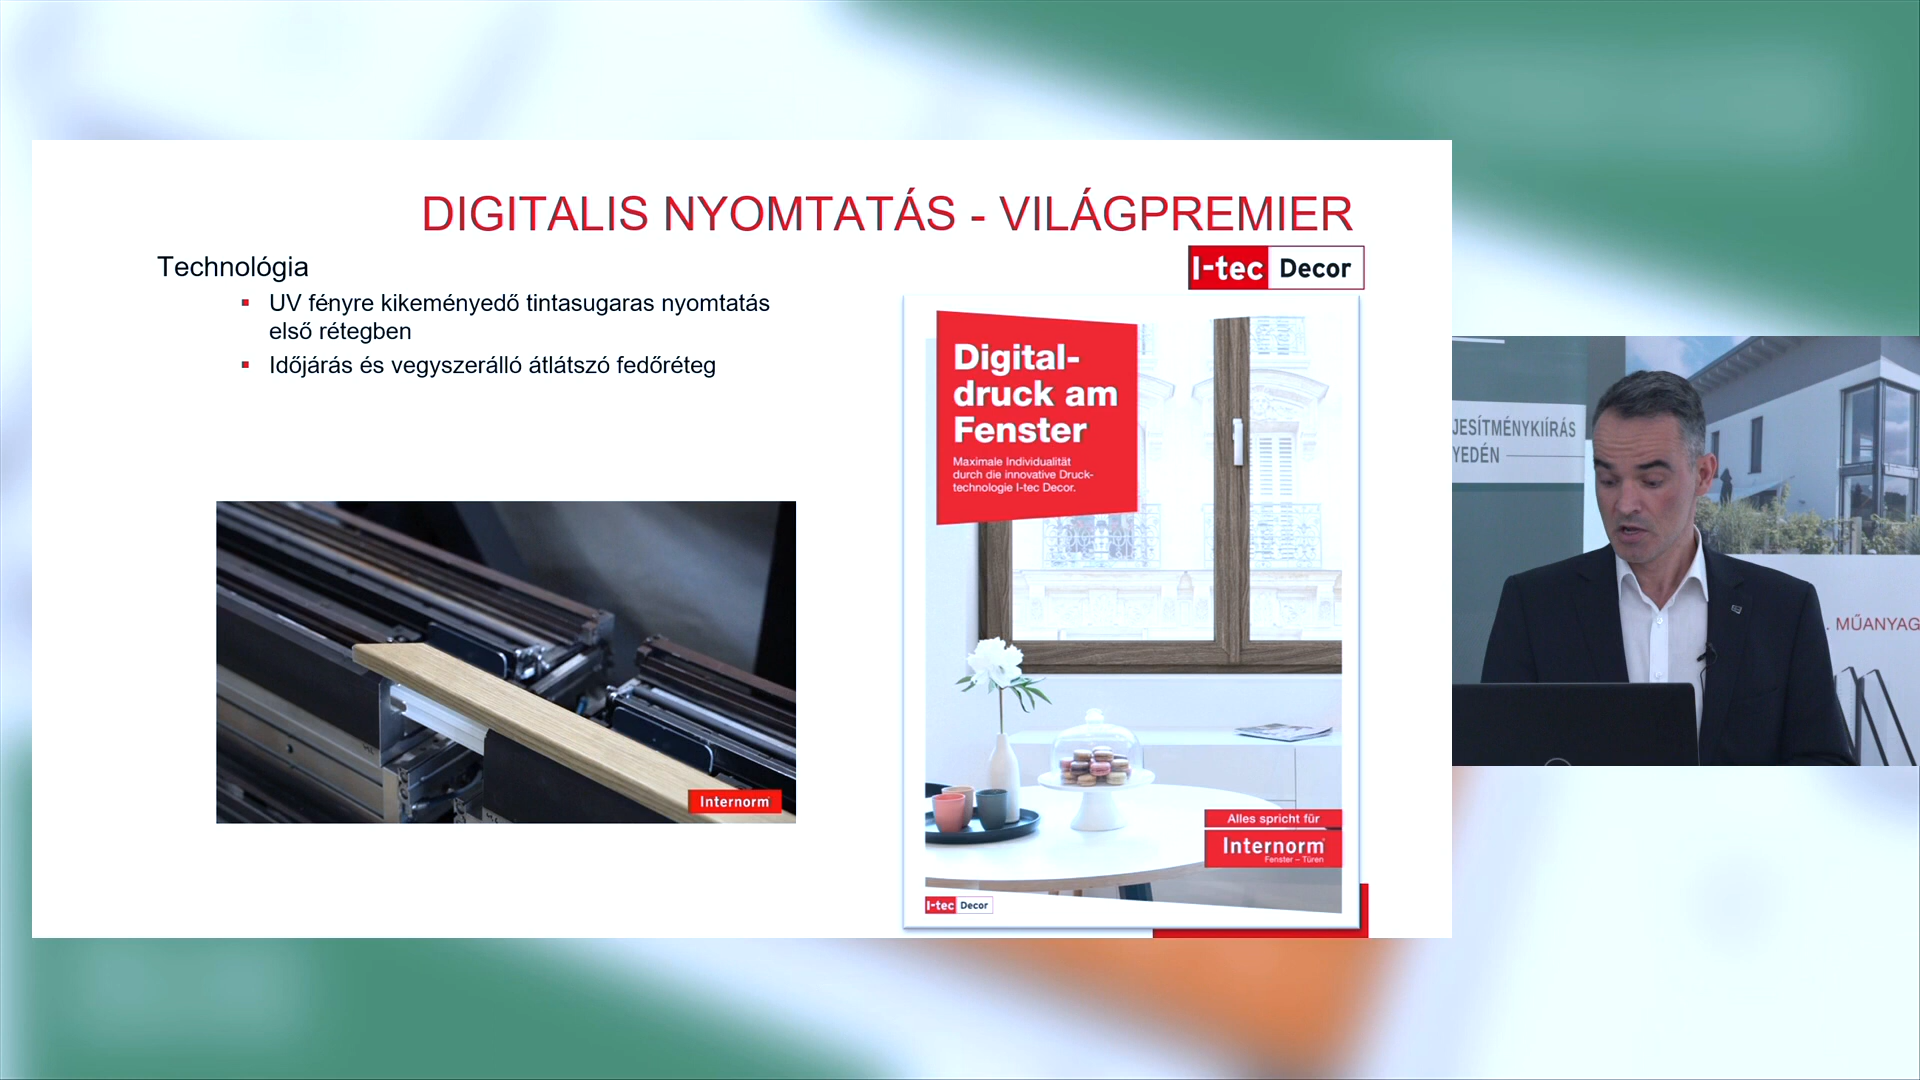 DIGITALIS NYOMTATÁS - VILÁGPREMIER
Technológia
UV fényre kikeményedő tintasugaras nyomtatás
első rétegben
Időjárás és vegyszerálló átlátszó fedőréteg
I-tec Decor
Digital-
druck am
Fenster
Maximale Individualität
durch die innovative Druck-
technologie I-tec Decor.
Internorm
Alles spricht für
Internorm
Fenster – Türen
I-tec Decor
JESÍTMÉNYKIÍRÁS
YEDÉN
. MŰANYAG